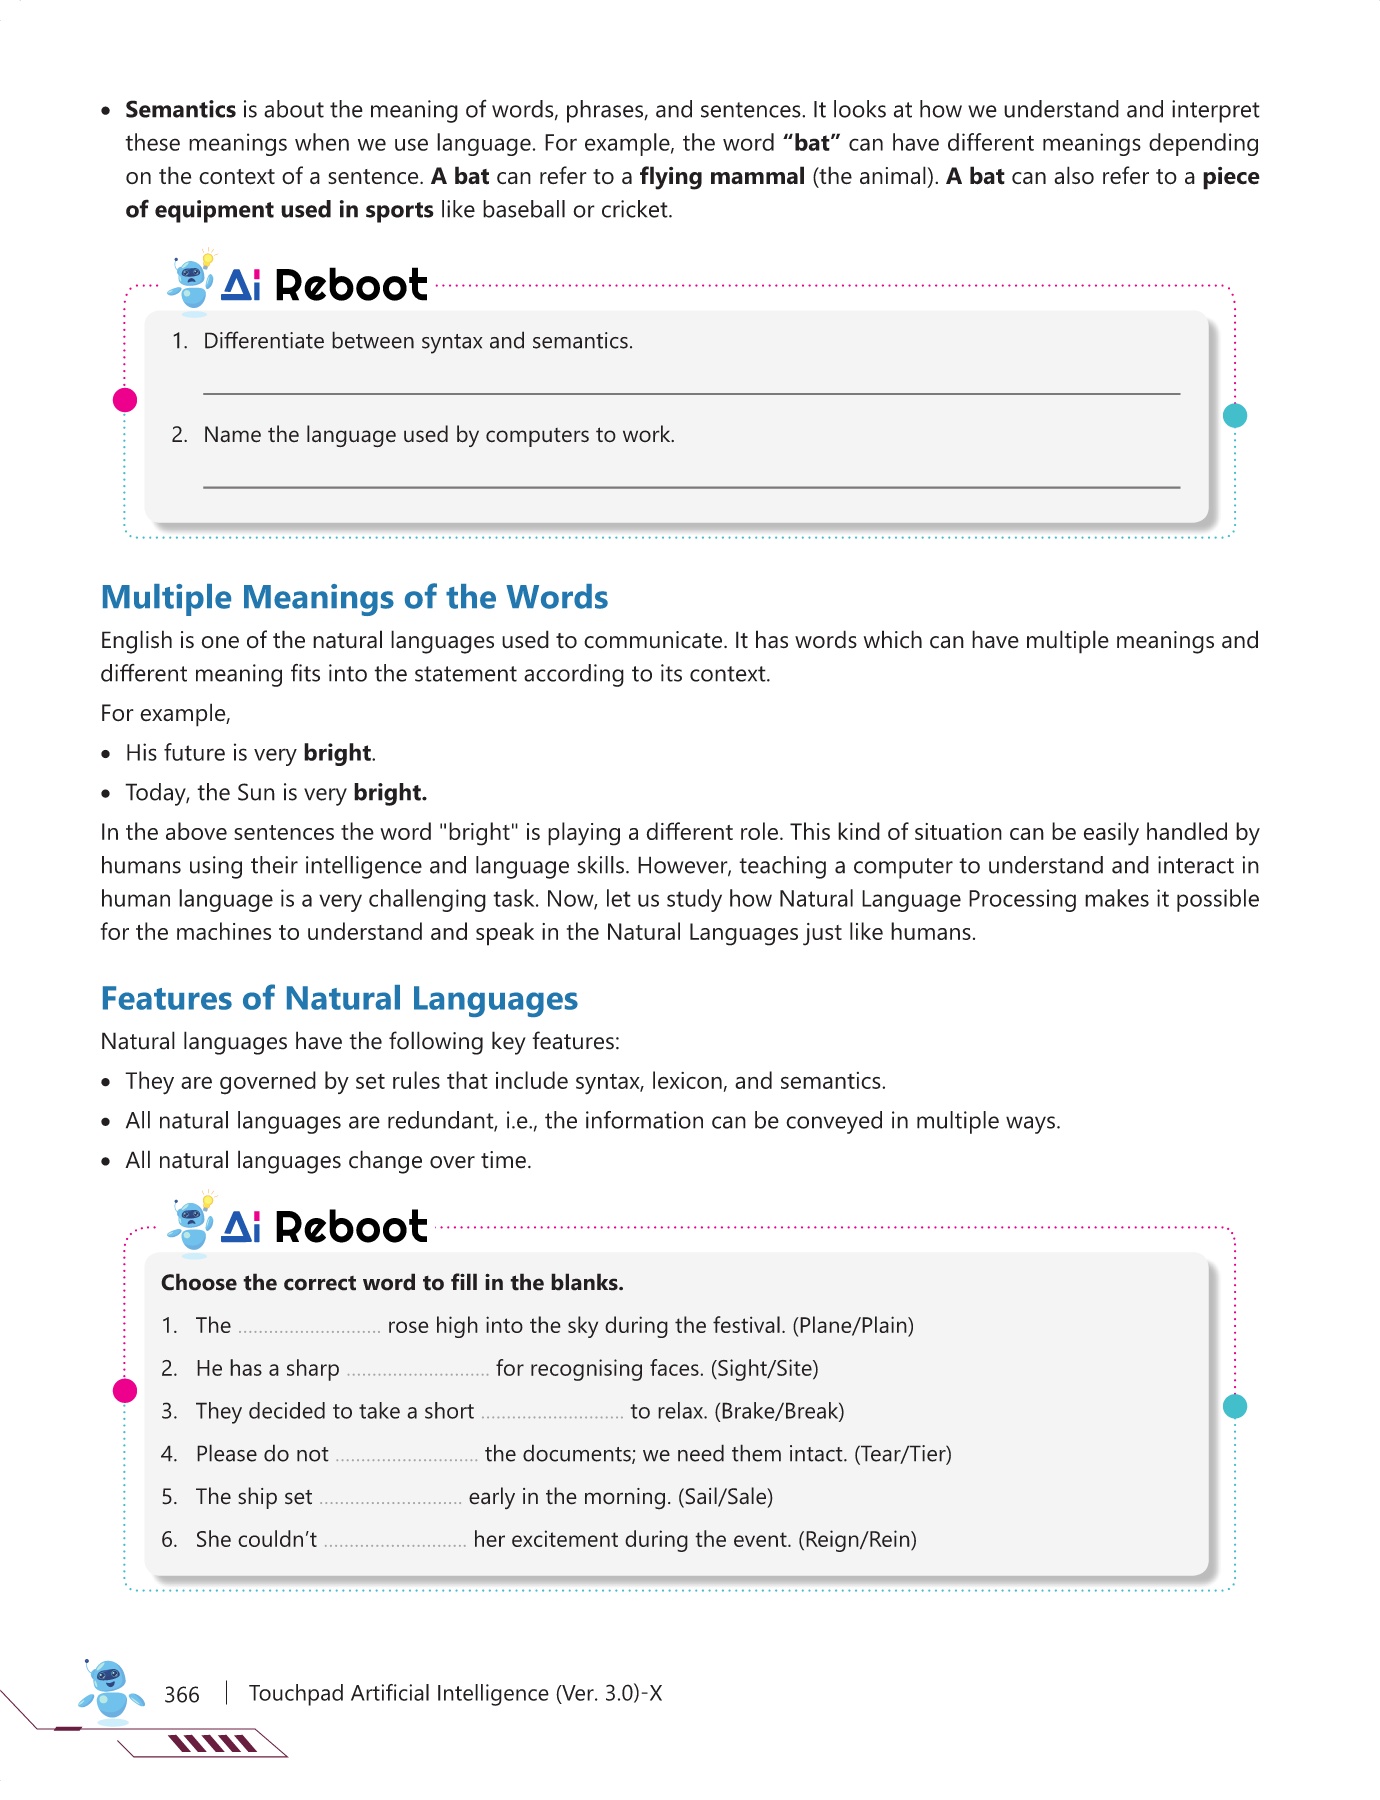 • Semantics is about the meaning of words, phrases, and sentences. It looks at how we understand and interpret
these meanings when we use language. For example, the word “bat” can have different meanings depending
on the context of a sentence. A bat can refer to a flying mammal (the animal). A bat can also refer to a piece
of equipment used in sports like baseball or cricket.
Ai Reboot
1. Differentiate between syntax and semantics.
2. Name the language used by computers to work.
Multiple Meanings of the Words
English is one of the natural languages used to communicate. It has words which can have multiple meanings and
different meaning fits into the statement according to its context.
For example,
• His future is very bright.
• Today, the Sun is very bright.
In the above sentences the word "bright" is playing a different role. This kind of situation can be easily handled by
humans using their intelligence and language skills. However, teaching a computer to understand and interact in
human language is a very challenging task. Now, let us study how Natural Language Processing makes it possible
for the machines to understand and speak in the Natural Languages just like humans.
Features of Natural Languages
Natural languages have the following key features:
• They are governed by set rules that include syntax, lexicon, and semantics.
• All natural languages are redundant, i.e., the information can be conveyed in multiple ways.
• All natural languages change over time.
Ai Reboot
Choose the correct word to fill in the blanks.
1. The ............................ rose high into the sky during the festival. (Plane/Plain)
2. He has a sharp ............................ for recognising faces. (Sight/Site)
3. They decided to take a short ............................ to relax. (Brake/Break)
4. Please do not ............................ the documents; we need them intact. (Tear/Tier)
5. The ship set ............................ early in the morning. (Sail/Sale)
6. She couldn’t ............................ her excitement during the event. (Reign/Rein)
366 | Touchpad Artificial Intelligence (Ver. 3.0)-X